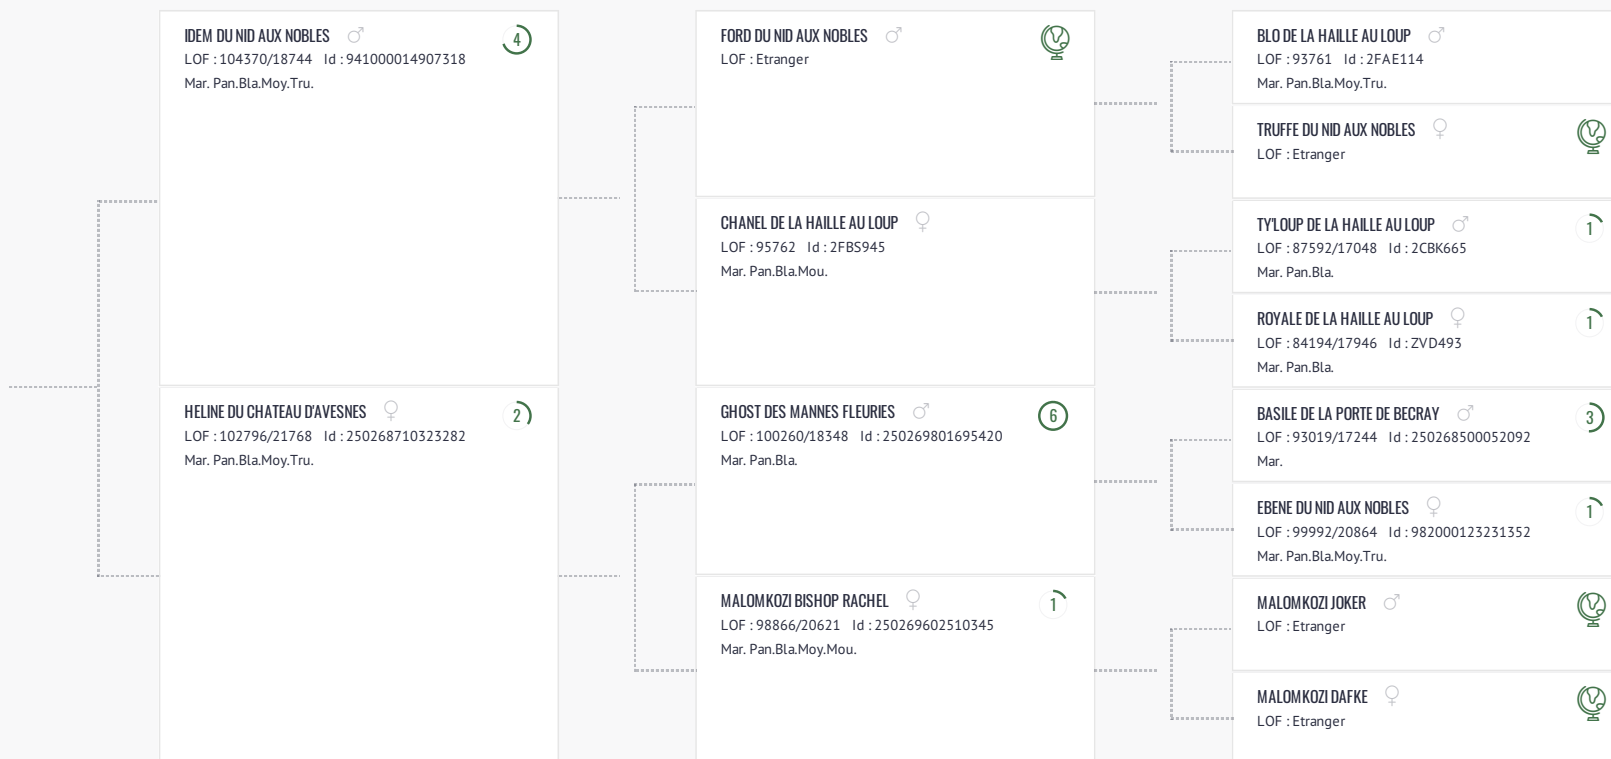 IDEM DU NID AUX NOBLES
4
LOF : 104370/18744 Id : 941000014907318
Mar. Pan.Bla.Moy.Tru.
HELINE DU CHATEAU D'AVESNES
2
LOF : 102796/21768 Id : 250268710323282
Mar. Pan.Bla.Moy.Tru.
FORD DU NID AUX NOBLES
LOF : Etranger
CHANEL DE LA HAILLE AU LOUP
LOF : 95762 Id : 2FBS945
Mar. Pan.Bla.Mou.
GHOST DES MANNES FLEURIES
6
LOF : 100260/18348 Id : 250269801695420
Mar. Pan.Bla.
MALOMKOZI BISHOP RACHEL
1
LOF : 98866/20621 Id : 250269602510345
Mar. Pan.Bla.Moy.Mou.
BLO DE LA HAILLE AU LOUP
LOF : 93761 Id : 2FAE114
Mar. Pan.Bla.Moy.Tru.
TRUFFE DU NID AUX NOBLES
LOF : Etranger
TY'LOUP DE LA HAILLE AU LOUP
1
LOF : 87592/17048 Id : 2CBK665
Mar. Pan.Bla.
ROYALE DE LA HAILLE AU LOUP
1
LOF : 84194/17946 Id : ZVD493
Mar. Pan.Bla.
BASILE DE LA PORTE DE BECRAY
3
LOF : 93019/17244 Id : 250268500052092
Mar.
EBENE DU NID AUX NOBLES
1
LOF : 99992/20864 Id : 982000123231352
Mar. Pan.Bla.Moy.Tru.
MALOMKOZI JOKER
LOF : Etranger
MALOMKOZI DAFKE
LOF : Etranger